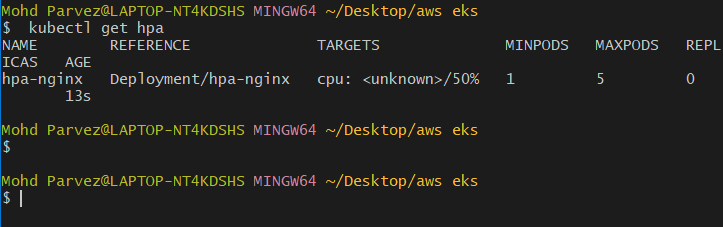 Mohd Parvez@LAPTOP-NT4KDSHS MINGW64 ~/Desktop/aws eks
$  kubectl get hpa
NAME        REFERENCE              TARGETS              MINPODS   MAXPODS   REPL
ICAS   AGE
hpa-nginx   Deployment/hpa-nginx   cpu: <unknown>/50%   1         5         0
       13s
Mohd Parvez@LAPTOP-NT4KDSHS MINGW64 ~/Desktop/aws eks
$
Mohd Parvez@LAPTOP-NT4KDSHS MINGW64 ~/Desktop/aws eks
$